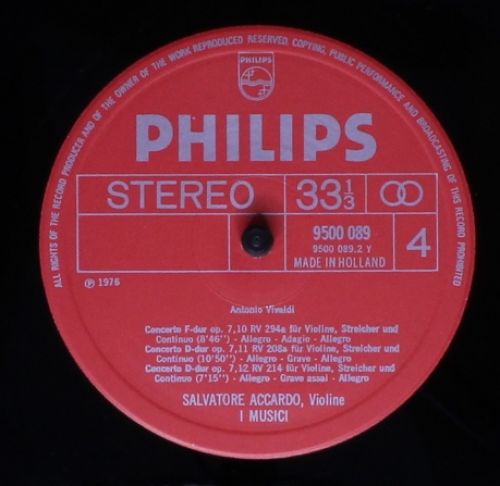 ALL RIGHTS OF THE RECORD PRODUCER AND OF THE OWNER OF THE WORK REPRODUCED RESERVED. COPYING, PUBLIC PERFORMANCE AND BROADCASTING OF THIS RECORD PROHIBITED
PHILIPS
PHILIPS
STEREO 33⅓
9500 089
9500 089.2 Y
MADE IN HOLLAND
4
℗ 1976
Antonio Vivaldi
Concerto F-dur op. 7,10 RV 294a für Violine, Streicher und
Continuo (8'46") - Allegro - Adagio - Allegro
Concerto D-dur op. 7,11 RV 208a für Violine, Streicher und
Continuo (10'50") - Allegro - Grave - Allegro
Concerto D-dur op. 7,12 RV 214 für Violine, Streicher und
Continuo (7'15") - Allegro - Grave assai - Allegro
SALVATORE ACCARDO, Violine
I MUSICI